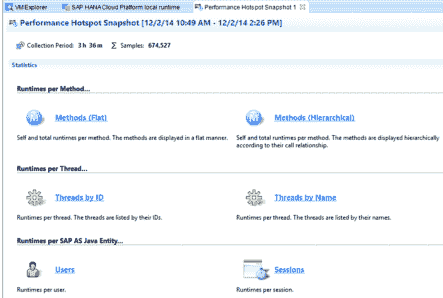 VMExplorer SAP HANA Cloud Platform local runtime Performance Hotspot Snapshot 1
Performance Hotspot Snapshot [12/2/14 10:49 AM - 12/2/14 2:26 PM]
Collection Period: 3 h 36 m Σ Samples: 674,527
Statistics
Runtimes per Method...
Methods (Flat)
Self and total runtimes per method. The methods are displayed in a flat manner.
Methods (Hierarchical)
Self and total runtimes per method. The methods are displayed hierarchically
according to their call relationship.
Runtimes per Thread...
Threads by ID
Runtimes per thread. The threads are listed by their IDs.
Threads by Name
Runtimes per thread. The threads are listed by their names.
Runtimes per SAP AS Java Entity...
Users
Runtimes per user.
Sessions
Runtimes per session.